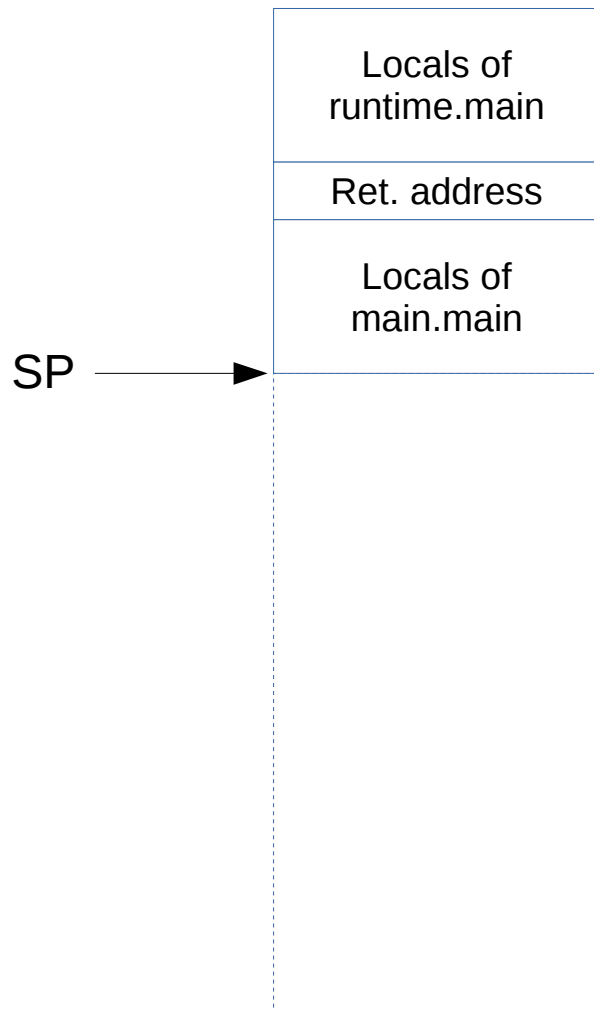 Locals of
runtime.main
Ret. address
Locals of
main.main
SP